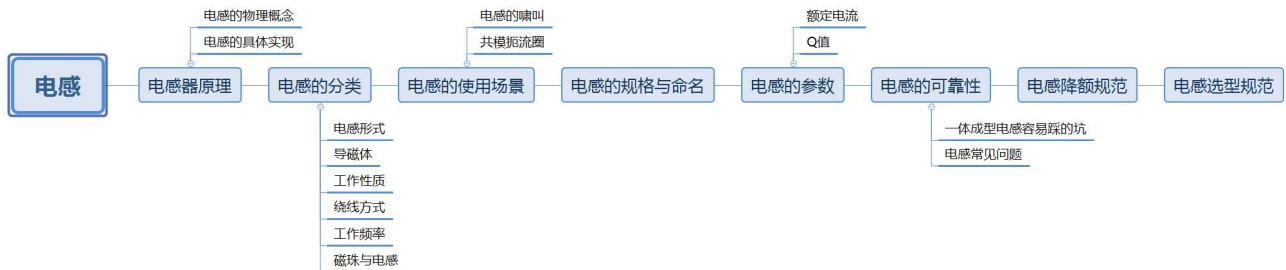 电感的物理概念
电感的具体实现
电感的啸叫
共模扼流圈
额定电流
Q值
电感
电感器原理
电感的分类
电感的使用场景
电感的规格与命名
电感的参数
电感的可靠性
电感降额规范
电感选型规范
电感形式
导磁体
工作性质
绕线方式
工作频率
磁珠与电感
一体成型电感容易踩的坑
电感常见问题